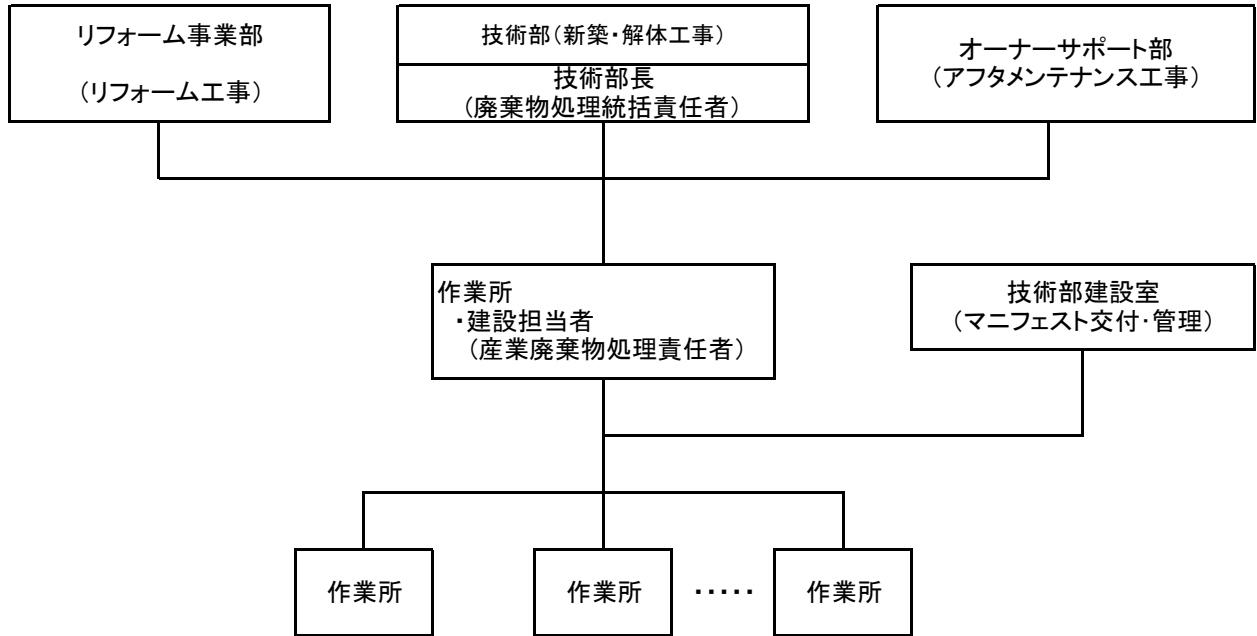 リフォーム事業部
（リフォーム工事）
技術部（新築・解体工事）
技術部長
（廃棄物処理統括責任者）
オーナーサポート部
（アフタメンテナンス工事）
作業所
・建設担当者
（産業廃棄物処理責任者）
技術部建設室
（マニフェスト交付・管理）
作業所
作業所
・・・・・
作業所